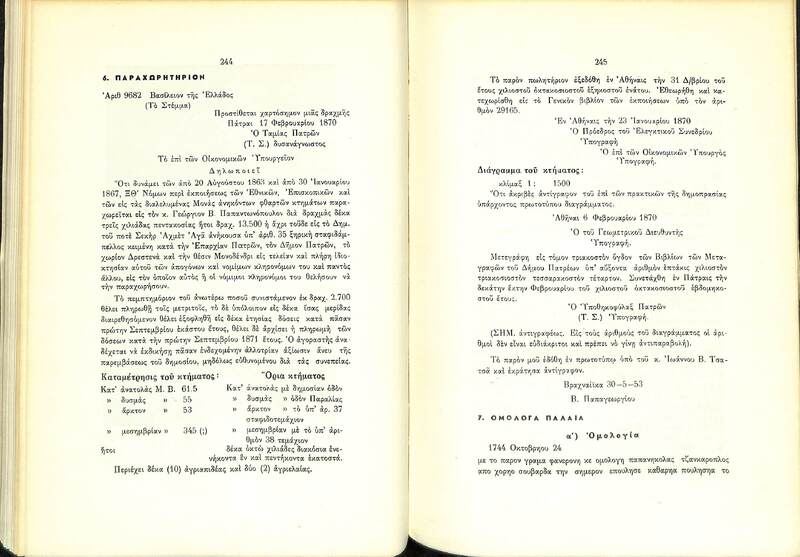 244
6. ΠΑΡΑΧΩΡΗΤΗΡΙΟΝ
Ἀριθ 9682 Βασίλειον τῆς Ἑλλάδος
(Τὸ Στέμμα)
Προστίθεται χαρτόσημον μιᾶς δραχμῆς
Πάτραι 17 Φεβρουαρίου 1870
Ὁ Ταμίας Πατρῶν
(Τ. Σ.) δυσανάγνωστος
Τὸ ἐπὶ τῶν Οἰκονομικῶν Ὑπουργεῖον
Δηλοποιεῖ
Ὅτι δυνάμει τῶν ἀπὸ 20 Αὐγούστου 1863 καὶ ἀπὸ 30 Ἰανουαρίου
1867, ΞΘ′ Νόμων περὶ ἐκποιήσεως τῶν Ἐθνικῶν, Ἐπισκοπικῶν καὶ
τῶν εἰς τὰς διαλελυμένας Μονὰς ἀνηκόντων φθαρτῶν κτημάτων παρα-
χωρεῖται εἰς τὸν κ. Γεώργιον Β. Παπαντωνόπουλον διὰ δραχμὰς δέκα
τρεῖς χιλιάδας πεντακοσίας ἤτοι δραχμ. 13.500 ἡ ἄχρι τοῦδε εἰς τὸ Δημ.
τοῦ ποτὲ Σεκὴρ Ἀχμὲτ Ἀγᾶ ἀνήκουσα ὑπ' ἀριθ. 35 ξηρικὴ σταφιδάμ-
πελλος κειμένη κατὰ τὴν Ἐπαρχίαν Πατρῶν, τὸν Δῆμον Πατρῶν, τὸ
χωρίον Δρεστενὰ καὶ τὴν θέσιν Μονοδένδρι εἰς τελείαν καὶ πλήρη ἰδιο-
κτησίαν αὐτοῦ τῶν ἀπογόνων καὶ νομίμων κληρονόμων του καὶ παντὸς
ἄλλου, εἰς τὸν ὁποῖον αὐτὸς ἢ οἱ νόμιμοι κληρονόμοι του θελήσουν νὰ
τὴν παραχωρήσουν.
Τὸ πεμπτημόριον τοῦ ἀνωτέρω ποσοῦ συνιστάμενον ἐκ δραχ. 2.700
θέλει πληρωθῆ τοῖς μετριτοῖς, τὸ δὲ ὑπόλοιπον εἰς δέκα ἴσας μερίδας
διαιρεθησόμενον θέλει ἐξοφληθῆ εἰς δέκα ἐτησίας δόσεις κατὰ πᾶσαν
πρώτην Σεπτεμβρίου ἑκάστου ἔτους, θέλει δὲ ἀρχίσει ἡ πληρωμὴ τῶν
δόσεων κατὰ τὴν πρώτην Σεπτεμβρίου 1871 ἔτους. Ὁ ἀγοραστὴς ἀνα-
δέχεται νὰ ἐκδικήση πᾶσαν ἐνδεχομένην ἀλλοτρίαν ἀξίωσιν ἄνευ τῆς
παρεμβάσεως τοῦ δημοσίου, μηδόλως εὐθυνομένου διὰ τὰς συνεπείας.
Καταμέτρησις τοῦ κτήματος: Ὅρια κτήματος
Κατ' ἀνατολὰς Μ. Β. 61.5 Κατ' ἀνατολὰς μὲ δημοσίαν ὁδὸν
» δυσμὰς » 55 » δυσμὰς » ὁδὸν Παραλίας
» ἄρκτον » 53 » ἄρκτον » τὸ ὑπ' ἀρ. 37
σταφιδοτεμάχιον
» μεσημβρίαν » 345 (;) » μεσημβρίαν μὲ τὸ ὑπ' ἀρι-
θμὸν 38 τεμάχιον
ἤτοι δέκα ὀκτὼ χιλιάδες διακόσια ἐνε-
νήκοντα ἓν καὶ πεντήκοντα ἑκατοστά.
Περιέχει δέκα (10) ἀγριαπιδέας καὶ δύο (2) ἀγριελαίας.
245
Τὸ παρὸν πωλητήριον ἐξεδόθη ἐν Ἀθήναις τὴν 31 Δ/βρίου τοῦ
ἔτους χιλιοστοῦ ὀκτακοσιοστοῦ ἑξηκοστοῦ ἐνάτου. Ἐθεωρήθη καὶ κα-
τεχωρίσθη εἰς τὸ Γενικὸν βιβλίον τῶν ἐκποιήσεων ὑπὸ τὸν ἀρι-
θμὸν 29165.
Ἐν Ἀθήναις τὴν 23 Ἰανουαρίου 1870
Ὁ Πρόεδρος τοῦ Ἐλεγκτικοῦ Συνεδρίου
Ὑπογραφὴ
Ὁ ἐπὶ τῶν Οἰκονομικῶν Ὑπουργὸς
Ὑπογραφή.
Διάγραμμα τοῦ κτήματος:
κλίμαξ 1 : 1500
Ὅτι ἀκριβὲς ἀντίγραφον τοῦ ἐπὶ τῶν πρακτικῶν τῆς δημοπρασίας
ὑπάρχοντος πρωτοτύπου διαγράμματος.
Ἀθῆναι 6 Φεβρουαρίου 1870
Ὁ τοῦ Γεωμετρικοῦ Διευθυντὴς
Ὑπογραφή.
Μετεγράφη εἰς τόμον τριακοστὸν ὄγδον τῶν Βιβλίων τῶν Μετα-
γραφῶν τοῦ Δήμου Πατρέων ὑπ' αὔξοντα ἀριθμὸν ἑπτάκις χιλιοστὸν
τριακοσιοστὸν τεσσαρακοστὸν τέταρτον. Συνετάχθη ἐν Πάτραις τὴν
δεκάτην ἕκτην Φεβρουαρίου τοῦ χιλιοστοῦ ὀκτακοσιοστοῦ ἑβδομηκο-
στοῦ ἔτους.
Ὁ Ὑποθηκοφύλαξ Πατρῶν
(Τ. Σ.) Ὑπογραφή.
(ΣΗΜ. ἀντιγραφέως. Εἰς τοὺς ἀριθμοὺς τοῦ διαγράμματος οἱ ἀρι-
θμοὶ δὲν εἶναι εὐδιάκριτοι καὶ πρέπει νὰ γίνῃ ἀντιπαραβολή).
Τὸ παρὸν μοῦ ἐδόθη ἐν πρωτοτύπῳ ὑπὸ τοῦ κ. Ἰωάννου Β. Τσα-
τσᾶ καὶ ἐκράτησα ἀντίγραφον.
Βραχναίικα 30-5-53
Β. Παπαγεωργίου
7. ΟΜΟΛΟΓΑ ΠΑΛΑΙΑ
α′) Ὁμολογία
1744 Οκτοβρηου 24
με το παρον γραμα φανερονη κε ομολογη παπανηκολας τζανκαροπλος
απο χορηο σουβαρδα την σημερον επουλησε καθαρηα πουλησηα το